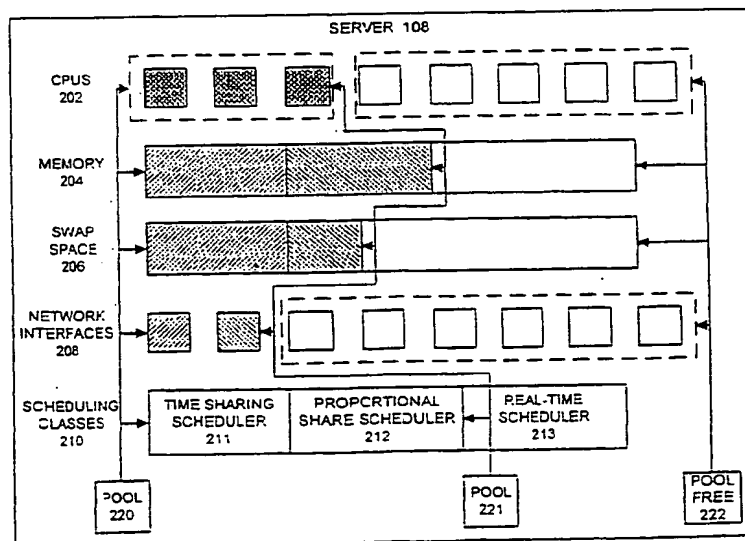 SERVER 108
CPUS
202
MEMORY
204
SWAP
SPACE
206
NETWORK
INTERFACES
208
SCHEDULING
CLASSES
210
TIME SHARING
SCHEDULER
211
PROPORTIONAL
SHARE SCHEDULER
212
REAL-TIME
SCHEDULER
213
POOL
220
POOL
221
POOL
FREE
222